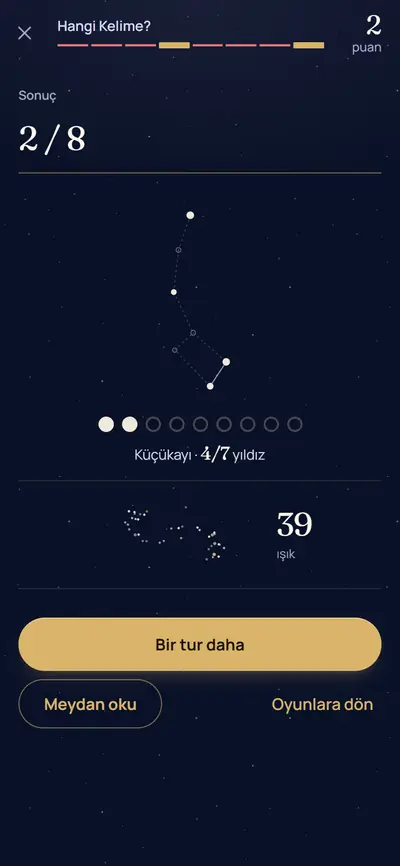 Hangi Kelime?
2
puan
Sonuç
2 / 8
Küçükayı · 4/7 yıldız
39
ışık
Bir tur daha
Meydan oku
Oyunlara dön